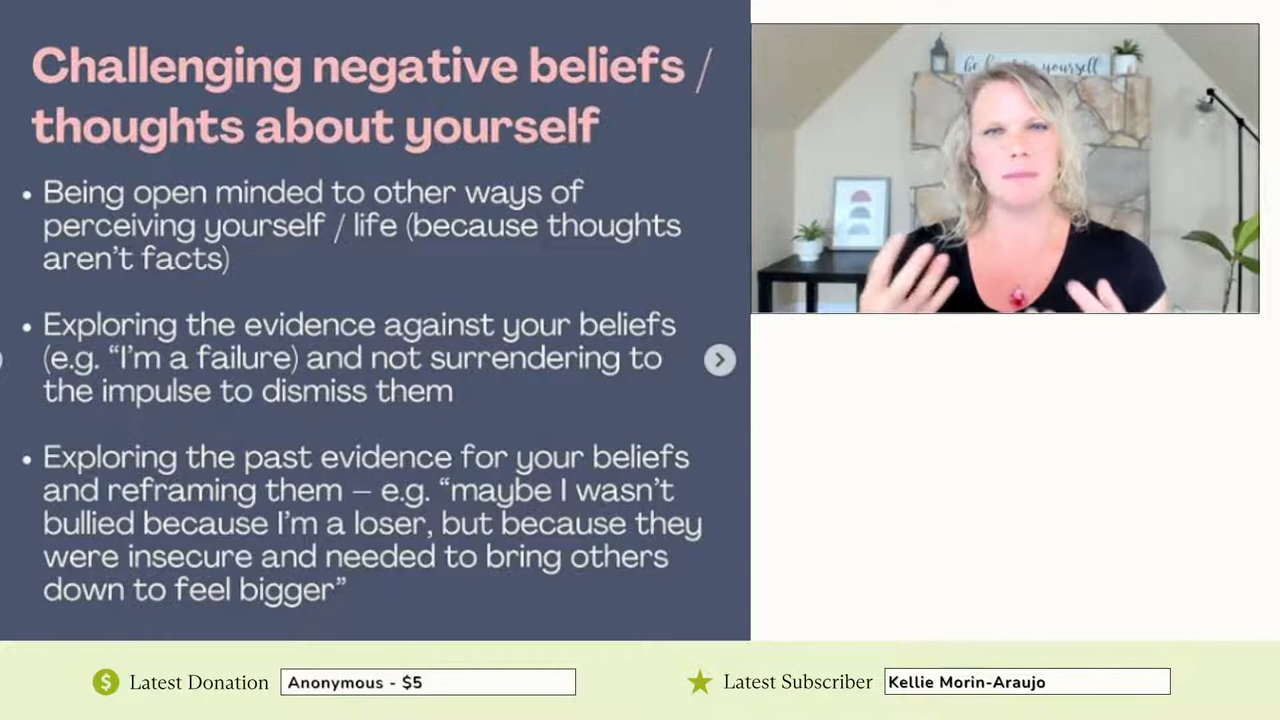 Challenging negative beliefs /
thoughts about yourself
• Being open minded to other ways of
perceiving yourself / life (because thoughts
aren’t facts)
• Exploring the evidence against your beliefs
(e.g. “I’m a failure) and not surrendering to
the impulse to dismiss them
• Exploring the past evidence for your beliefs
and reframing them – e.g. “maybe I wasn’t
bullied because I’m a loser, but because they
were insecure and needed to bring others
down to feel bigger”
be yourself
$ Latest Donation Anonymous - $5
Latest Subscriber Kellie Morin-Araujo